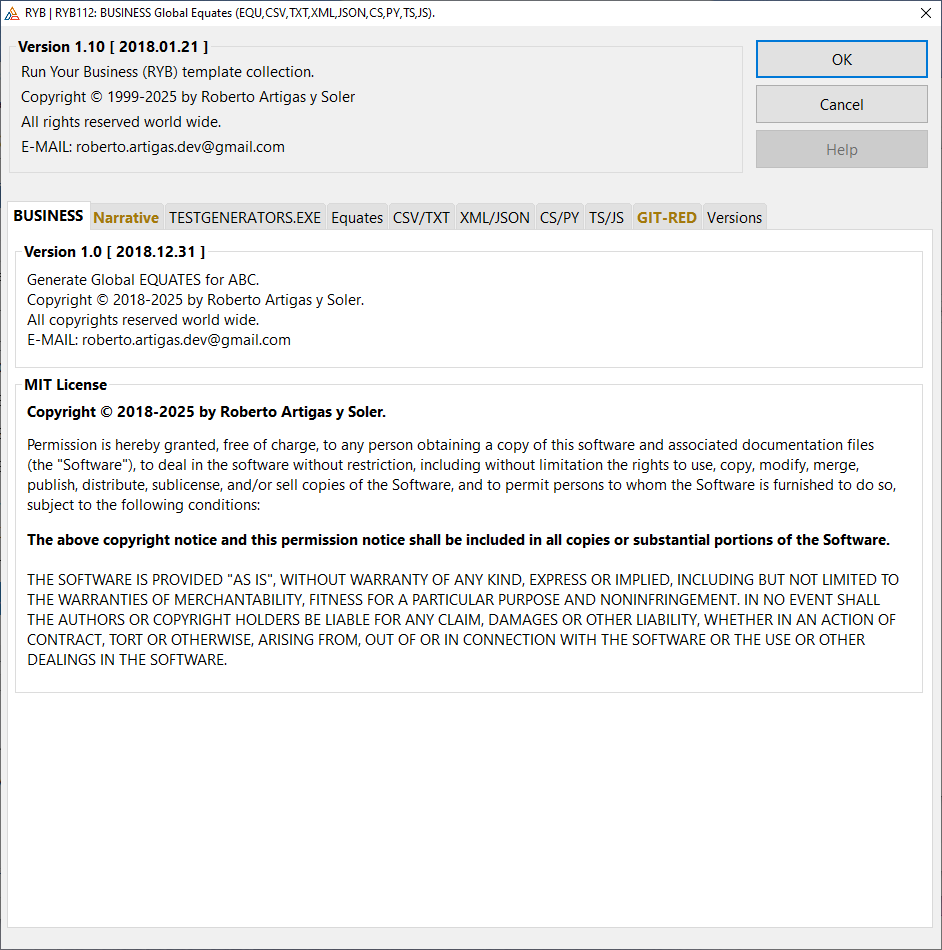 RYB | RYB112: BUSINESS Global Equates (EQU,CSV,TXT,XML,JSON,CS,PY,TS,JS).
Version 1.10 [ 2018.01.21 ]
Run Your Business (RYB) template collection.
Copyright © 1999-2025 by Roberto Artigas y Soler
All rights reserved world wide.
E-MAIL: roberto.artigas.dev@gmail.com
OK
Cancel
Help
BUSINESS Narrative TESTGENERATORS.EXE Equates CSV/TXT XML/JSON CS/PY TS/JS GIT-RED Versions
Version 1.0 [ 2018.12.31 ]
Generate Global EQUATES for ABC.
Copyright © 2018-2025 by Roberto Artigas y Soler.
All copyrights reserved world wide.
E-MAIL: roberto.artigas.dev@gmail.com
MIT License
Copyright © 2018-2025 by Roberto Artigas y Soler.
Permission is hereby granted, free of charge, to any person obtaining a copy of this software and associated documentation files
(the "Software"), to deal in the software without restriction, including without limitation the rights to use, copy, modify, merge,
publish, distribute, sublicense, and/or sell copies of the Software, and to permit persons to whom the Software is furnished to do so,
subject to the following conditions:
The above copyright notice and this permission notice shall be included in all copies or substantial portions of the Software.
THE SOFTWARE IS PROVIDED "AS IS", WITHOUT WARRANTY OF ANY KIND, EXPRESS OR IMPLIED, INCLUDING BUT NOT LIMITED TO
THE WARRANTIES OF MERCHANTABILITY, FITNESS FOR A PARTICULAR PURPOSE AND NONINFRINGEMENT. IN NO EVENT SHALL
THE AUTHORS OR COPYRIGHT HOLDERS BE LIABLE FOR ANY CLAIM, DAMAGES OR OTHER LIABILITY, WHETHER IN AN ACTION OF
CONTRACT, TORT OR OTHERWISE, ARISING FROM, OUT OF OR IN CONNECTION WITH THE SOFTWARE OR THE USE OR OTHER
DEALINGS IN THE SOFTWARE.